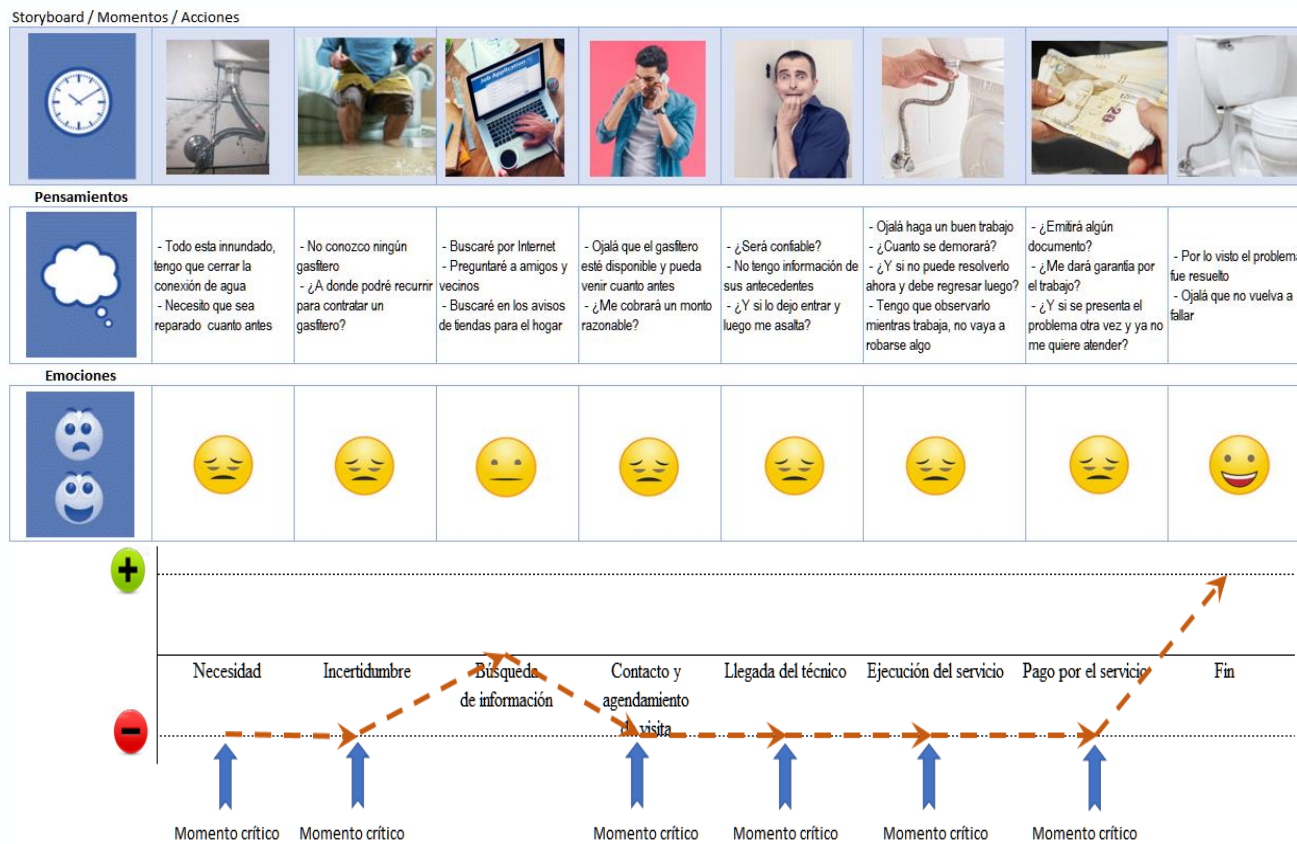 Storyboard / Momentos / Acciones
Job Application
20
Pensamientos
- Todo esta innundado,
tengo que cerrar la
conexión de agua
- Necesito que sea
reparado cuanto antes
- No conozco ningún
gasfitero
- ¿A donde podré recurrir
para contratar un
gasfitero?
- Buscaré por Internet
- Preguntaré a amigos y
vecinos
- Buscaré en los avisos
de tiendas para el hogar
- Ojalá que el gasfitero
esté disponible y pueda
venir cuanto antes
- ¿Me cobrará un monto
razonable?
- ¿Será confiable?
- No tengo información de
sus antecedentes
- ¿Y si lo dejo entrar y
luego me asalta?
- Ojalá haga un buen trabajo
- ¿Cuanto se demorará?
- ¿Y si no puede resolverlo
ahora y debe regresar luego?
- Tengo que observarlo
mientras trabaja, no vaya a
robarse algo
- ¿Emitirá algún
documento?
- ¿Me dará garantia por
el trabajo?
- ¿Y si se presenta el
problema otra vez y ya no
me quiere atender?
- Por lo visto el problema
fue resuelto
- Ojalá que no vuelva a
fallar
Emociones
Necesidad
Incertidumbre
Búsqueda
de información
Contacto y
agendamiento
de visita
Llegada del técnico
Ejecución del servicio
Pago por el servicio
Fin
Momento crítico
Momento crítico
Momento crítico
Momento crítico
Momento crítico
Momento crítico